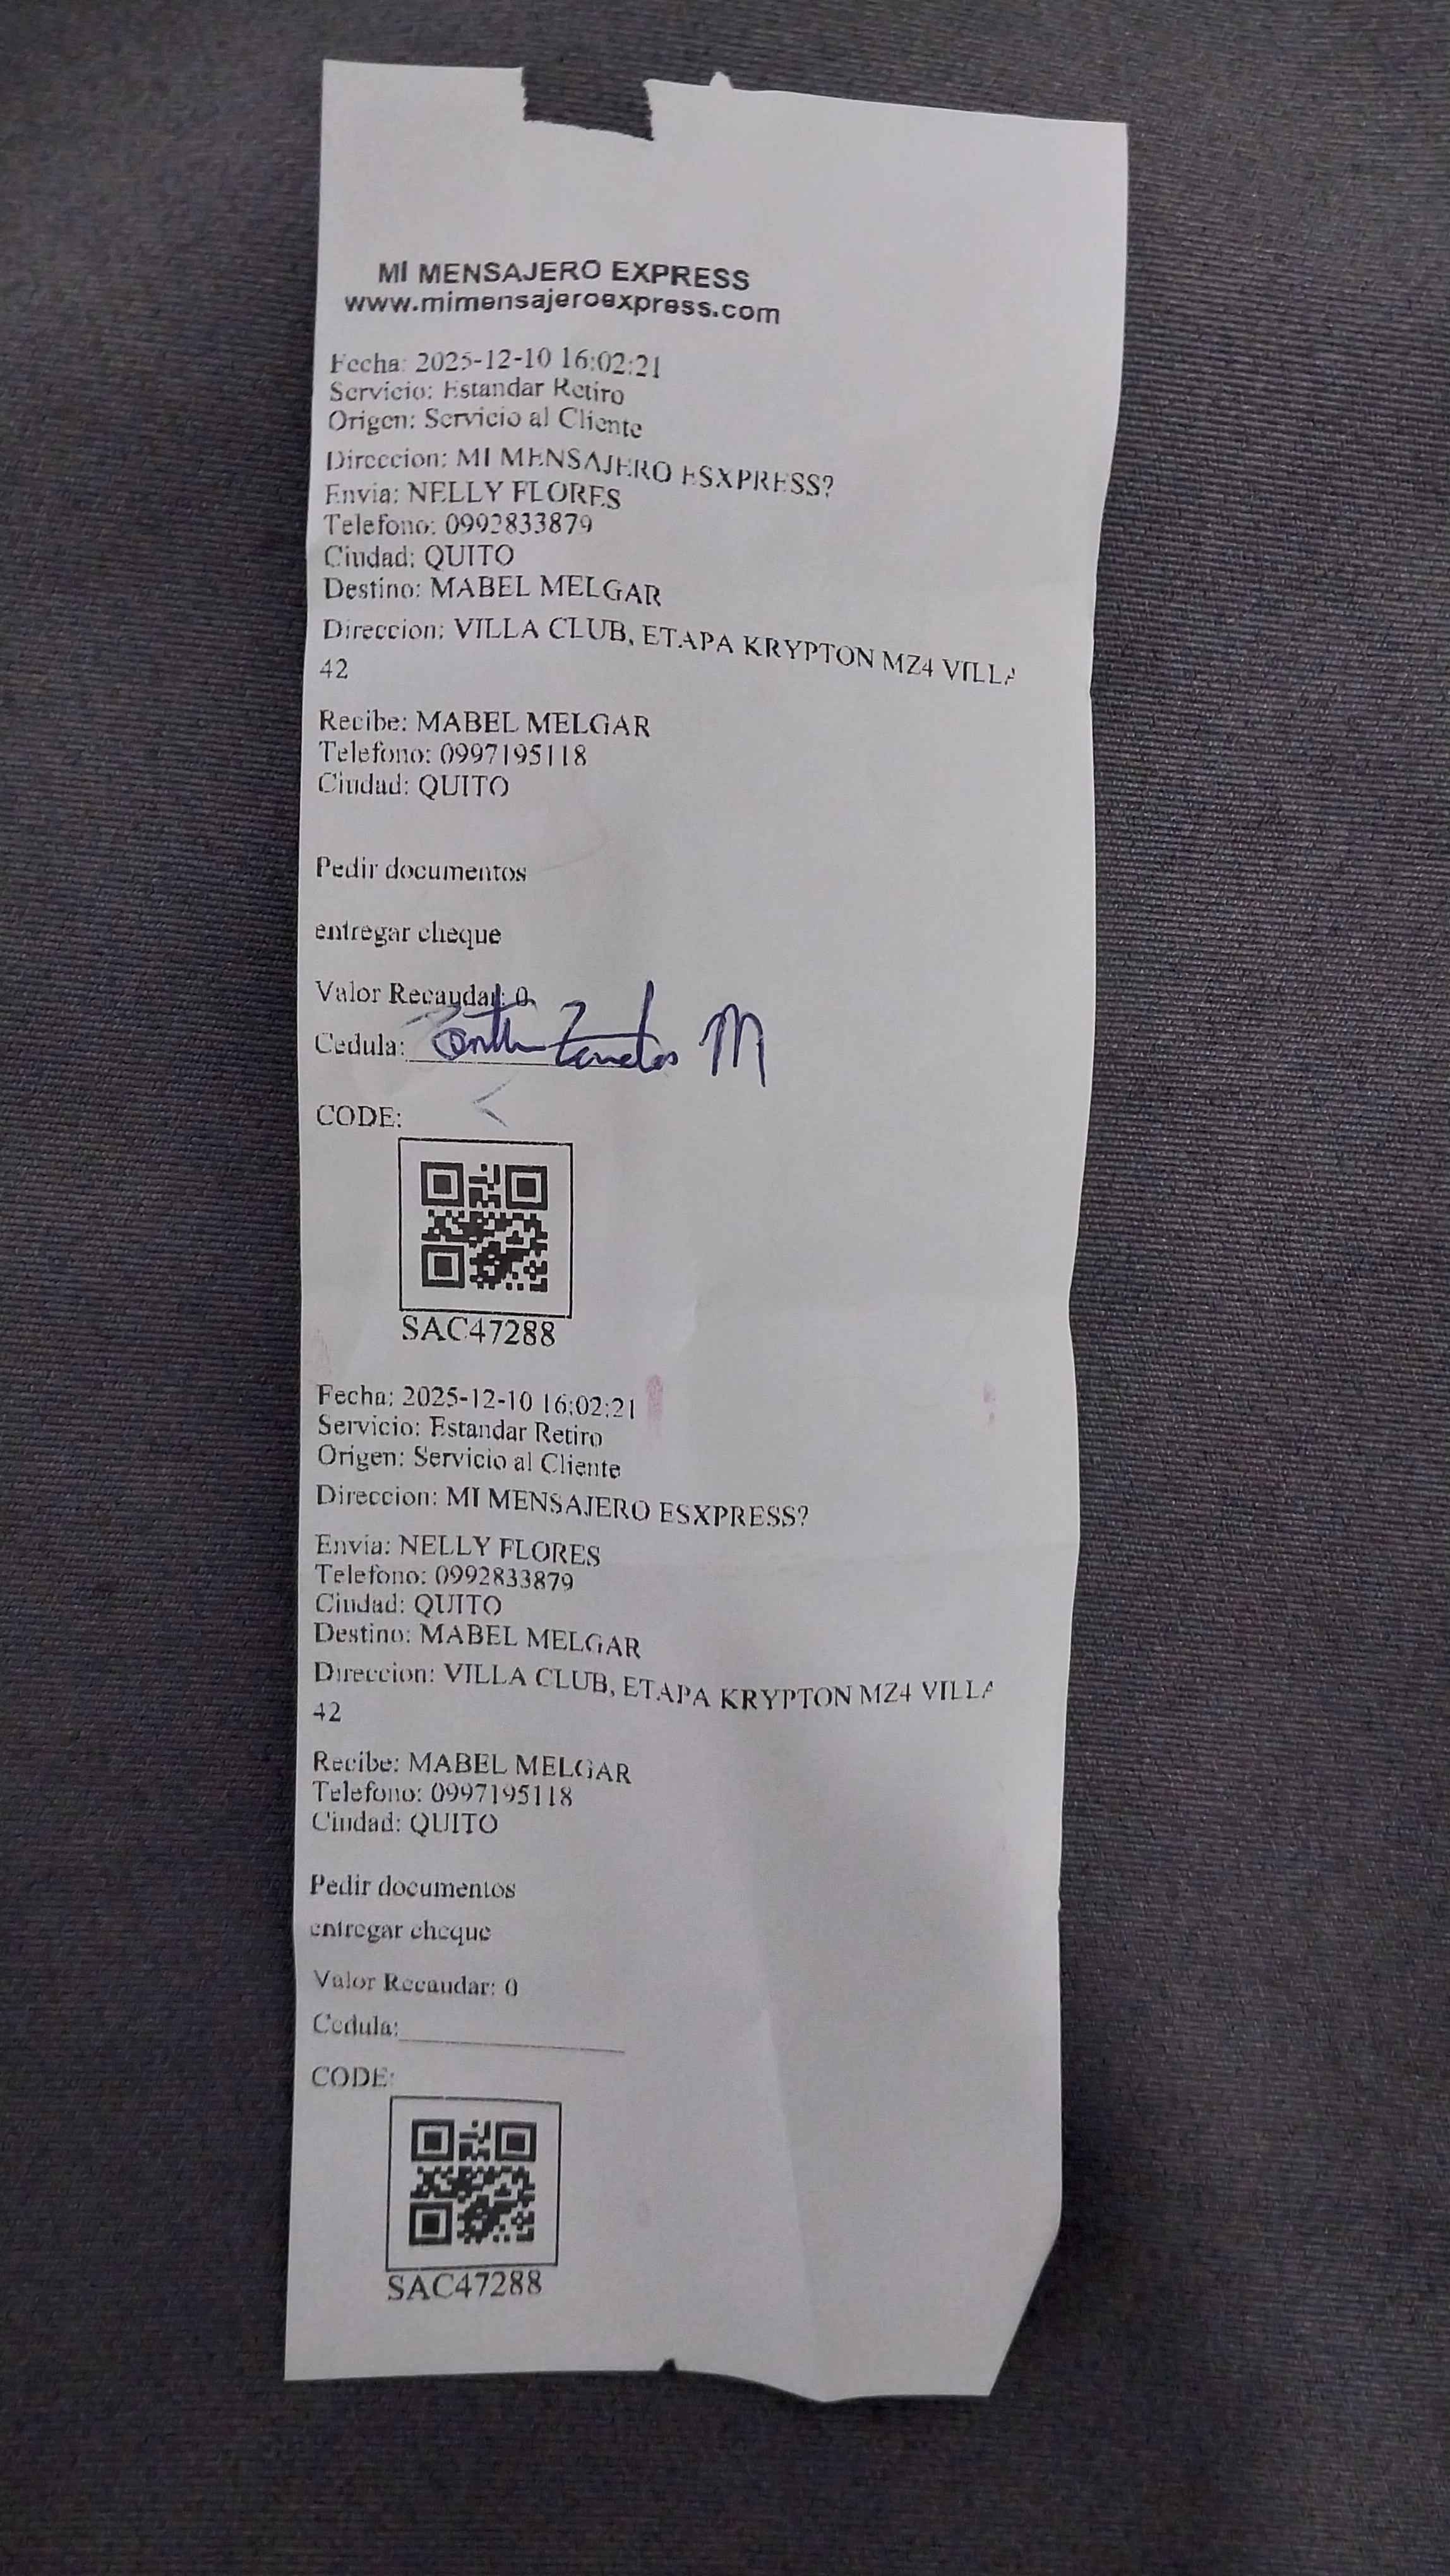 MI MENSAJERO EXPRESS
www.mimensajeroexpress.com
Fecha: 2025-12-10 16:02:21
Servicio: Estandar Retiro
Origen: Servicio al Cliente
Direccion: MI MENSAJERO ESXPRESS?
Envia: NELLY FLORES
Telefono: 0992833879
Ciudad: QUITO
Destino: MABEL MELGAR
Direccion: VILLA CLUB, ETAPA KRYPTON MZ4 VILLA
42
Recibe: MABEL MELGAR
Telefono: 0997195118
Ciudad: QUITO
Pedir documentos
entregar cheque
Valor Recaudar: 0
Cedula: M
CODE:
SAC47288
Fecha: 2025-12-10 16:02:21
Servicio: Estandar Retiro
Origen: Servicio al Cliente
Direccion: MI MENSAJERO ESXPRESS?
Envia: NELLY FLORES
Telefono: 0992833879
Ciudad: QUITO
Destino: MABEL MELGAR
Direccion: VILLA CLUB, ETAPA KRYPTON MZ4 VILLA
42
Recibe: MABEL MELGAR
Telefono: 0997195118
Ciudad: QUITO
Pedir documentos
entregar cheque
Valor Recaudar: 0
Cedula:
CODE:
SAC47288